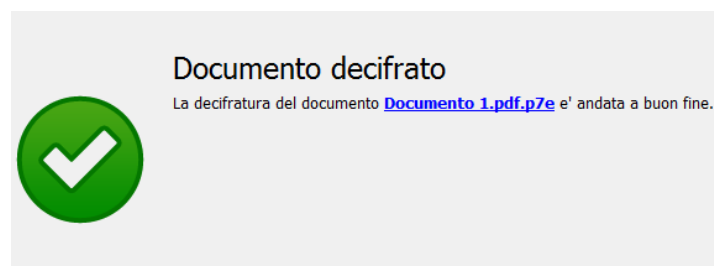 Documento decifrato
La decifratura del documento Documento 1.pdf.p7e e' andata a buon fine.